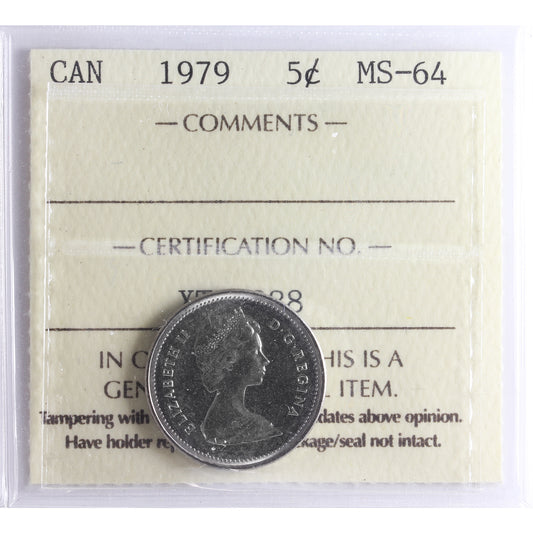 CAN 1979 5¢ MS-64
— COMMENTS —
— CERTIFICATION NO. —
88
IN HIS IS A
GEN ITEM.
Tampering with dates above opinion.
Have holder kage/seal not intact.
ELIZABETH II D·G·REGINA